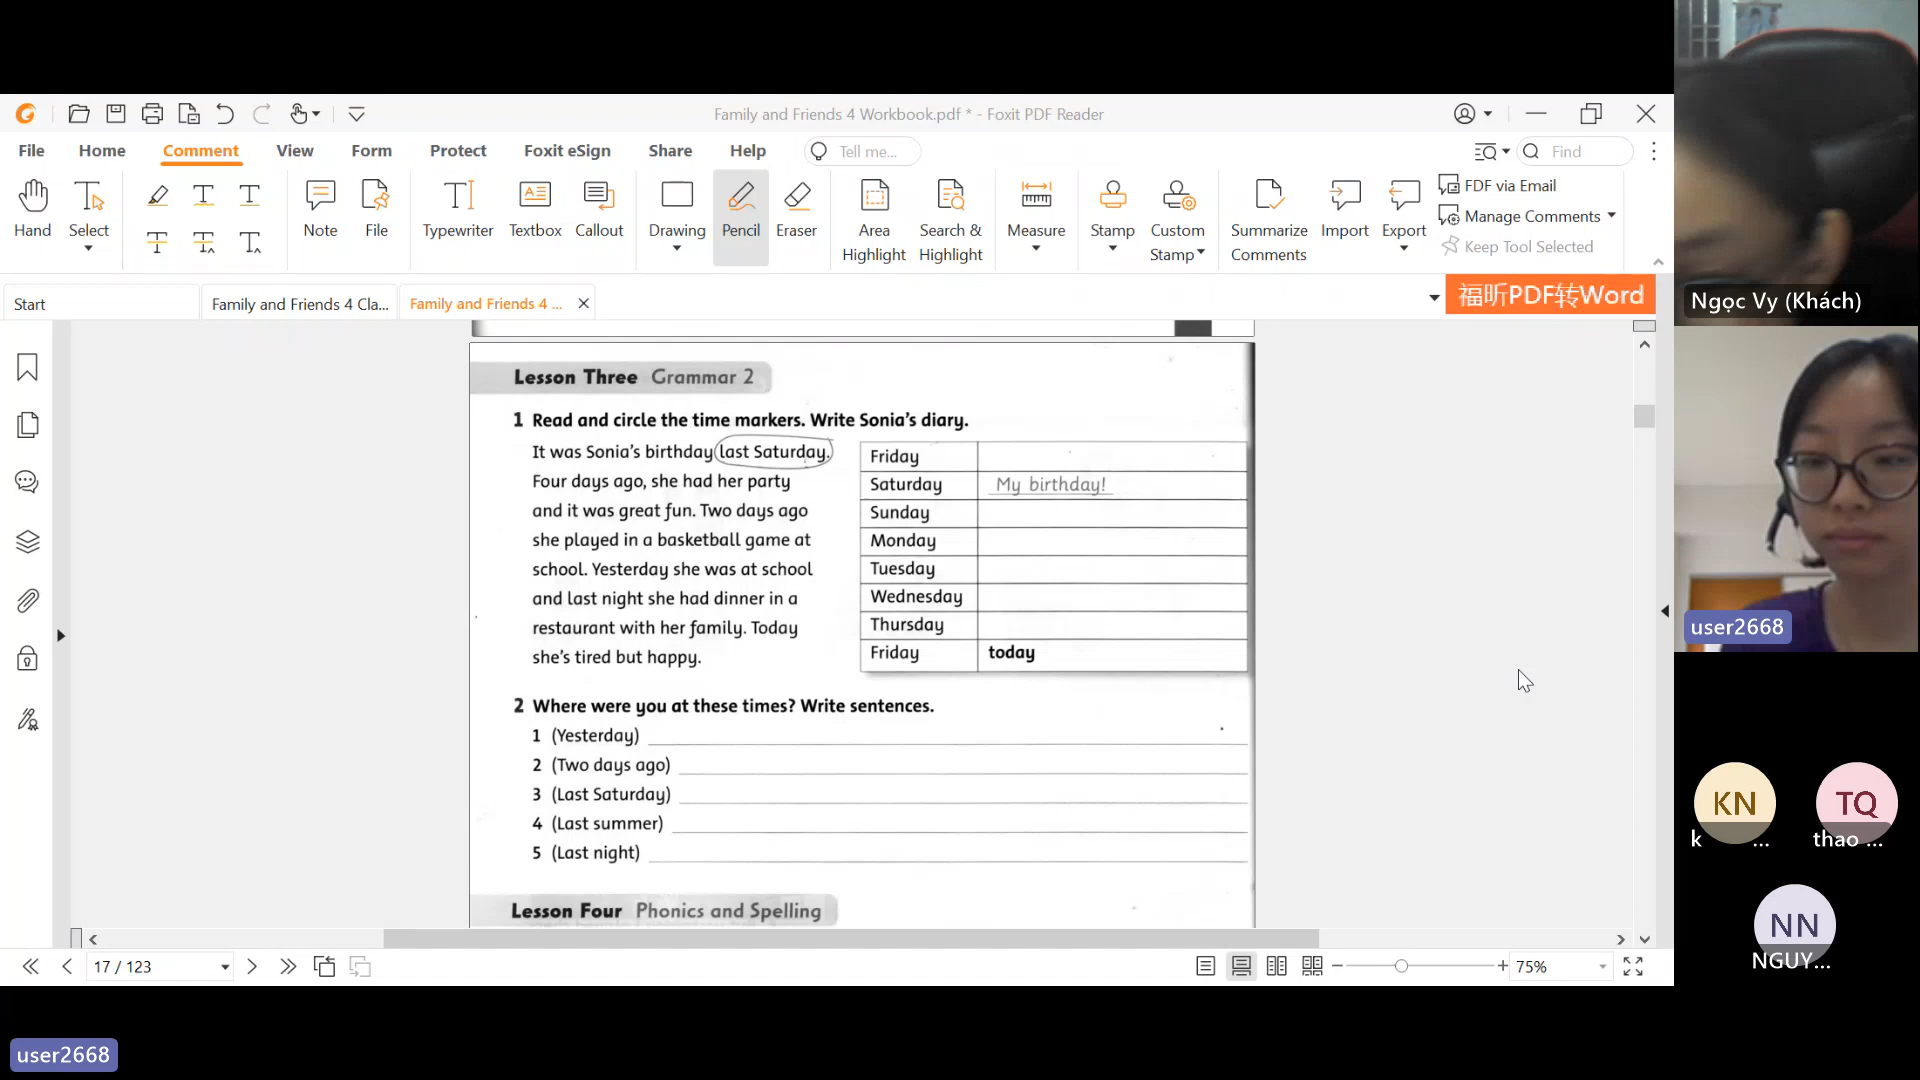 Family and Friends 4 Workbook.pdf * - Foxit PDF Reader
File Home Comment View Form Protect Foxit eSign Share Help Tell me... Find
Hand Select Note File Typewriter Textbox Callout Drawing Pencil Eraser Area Highlight Search & Highlight Measure Stamp Custom Stamp Summarize Comments Import Export
FDF via Email
Manage Comments
Keep Tool Selected
Start Family and Friends 4 Cla... Family and Friends 4 ... 福昕PDF转Word
Lesson Three Grammar 2
1 Read and circle the time markers. Write Sonia's diary.
It was Sonia's birthday last Saturday.
Four days ago, she had her party
and it was great fun. Two days ago
she played in a basketball game at
school. Yesterday she was at school
and last night she had dinner in a
restaurant with her family. Today
she's tired but happy.
Friday
Saturday My birthday!
Sunday
Monday
Tuesday
Wednesday
Thursday
Friday today
2 Where were you at these times? Write sentences.
1 (Yesterday)
2 (Two days ago)
3 (Last Saturday)
4 (Last summer)
5 (Last night)
Lesson Four Phonics and Spelling
17 / 123
75%
Ngọc Vy (Khách)
user2668
KN
k ...
TQ
thao ...
NN
NGUY...
user2668